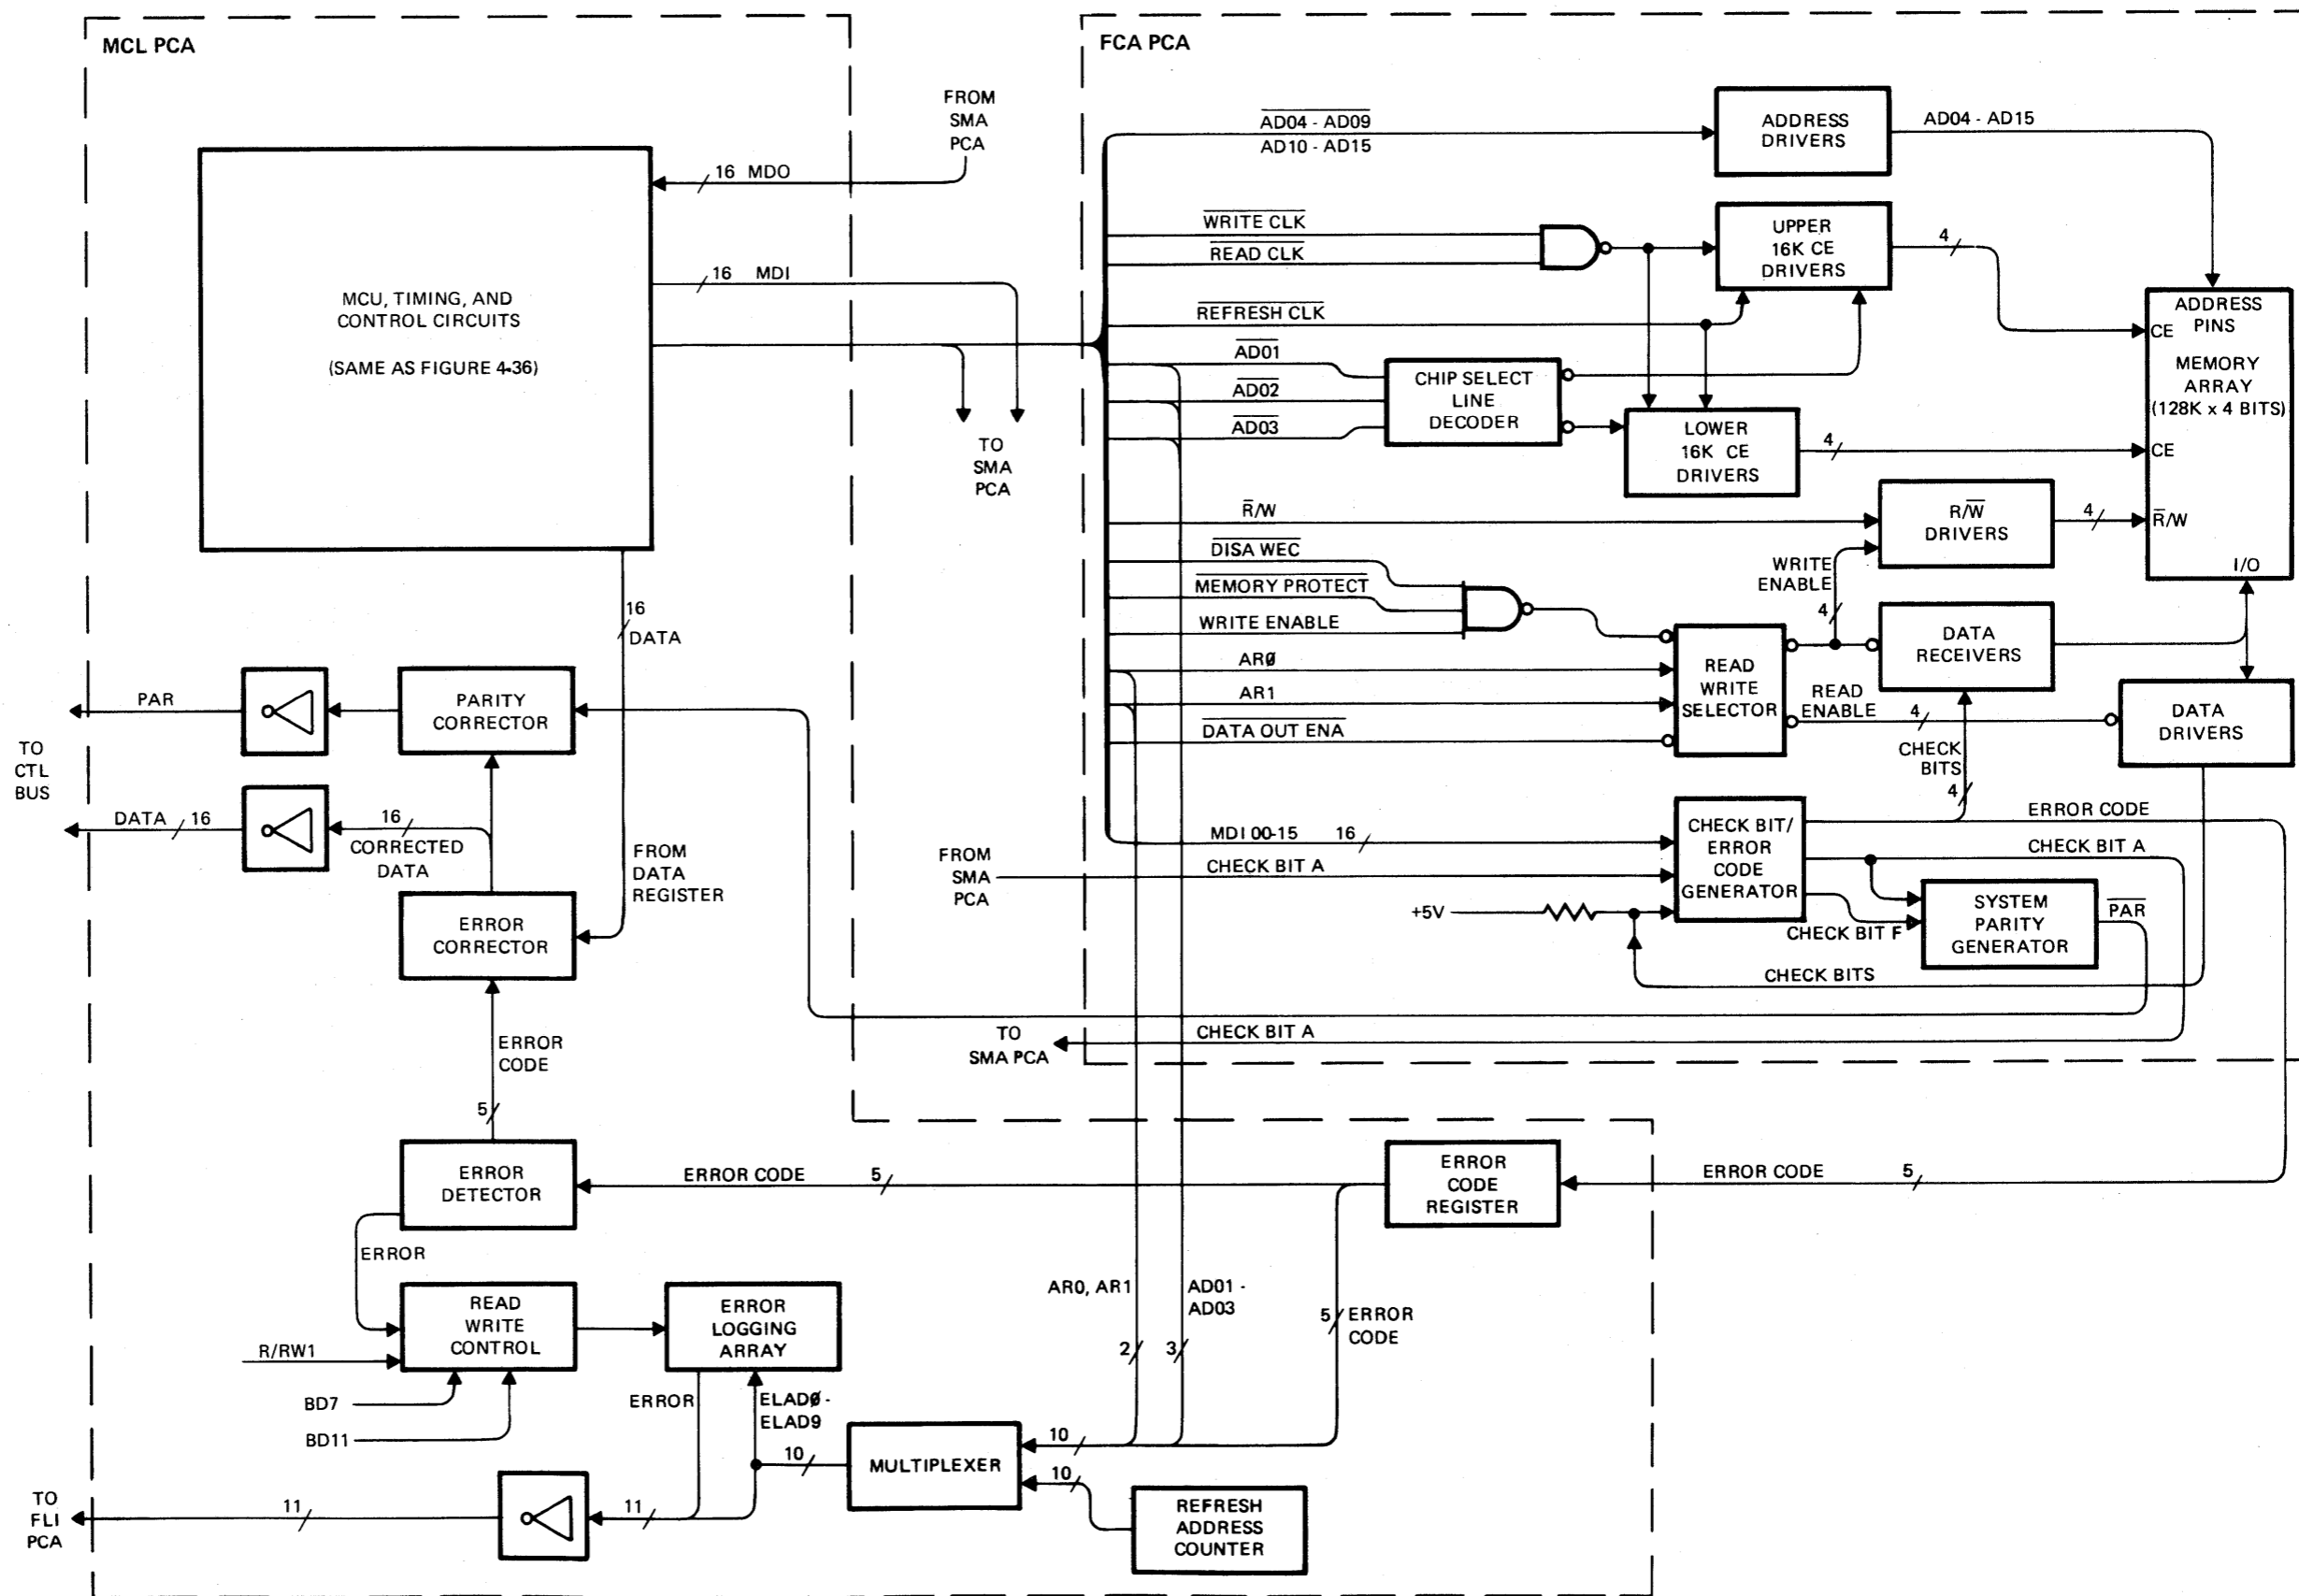 MCL PCA
FCA PCA
FROM
SMA
PCA
16 MDO
16 MDI
MCU, TIMING, AND
CONTROL CIRCUITS
(SAME AS FIGURE 4-36)
TO
SMA
PCA
16
DATA
AD04 - AD09
AD10 - AD15
ADDRESS
DRIVERS
AD04 - AD15
WRITE CLK
READ CLK
UPPER
16K CE
DRIVERS
4
REFRESH CLK
AD01
AD02
AD03
CHIP SELECT
LINE
DECODER
LOWER
16K CE
DRIVERS
4
ADDRESS
PINS
CE
MEMORY
ARRAY
(128K x 4 BITS)
CE
R̅/W
I/O
R̅/W
R/W̅
DRIVERS
4
DISA WEC
MEMORY PROTECT
WRITE ENABLE
WRITE
ENABLE
4
DATA
RECEIVERS
AR0
AR1
DATA OUT ENA
READ
WRITE
SELECTOR
READ
ENABLE
4
DATA
DRIVERS
CHECK
BITS
4
PAR
PARITY
CORRECTOR
TO
CTL
BUS
DATA 16
16
CORRECTED
DATA
FROM
DATA
REGISTER
ERROR
CORRECTOR
MDI 00-15 16
FROM
SMA
PCA
CHECK BIT A
+5V
CHECK BIT/
ERROR
CODE
GENERATOR
ERROR CODE
CHECK BIT A
SYSTEM
PARITY
GENERATOR
PAR
CHECK BIT F
CHECK BITS
TO
SMA PCA
CHECK BIT A
ERROR
CODE
5
ERROR
DETECTOR
ERROR CODE 5
ERROR
CODE
REGISTER
ERROR CODE 5
ERROR
READ
WRITE
CONTROL
ERROR
LOGGING
ARRAY
R/RW1
BD7
BD11
ERROR
ELAD0 -
ELAD9
AR0, AR1
2
AD01 -
AD03
3
5 ERROR
CODE
10
MULTIPLEXER
10
10
REFRESH
ADDRESS
COUNTER
TO
FLI
PCA
11
11